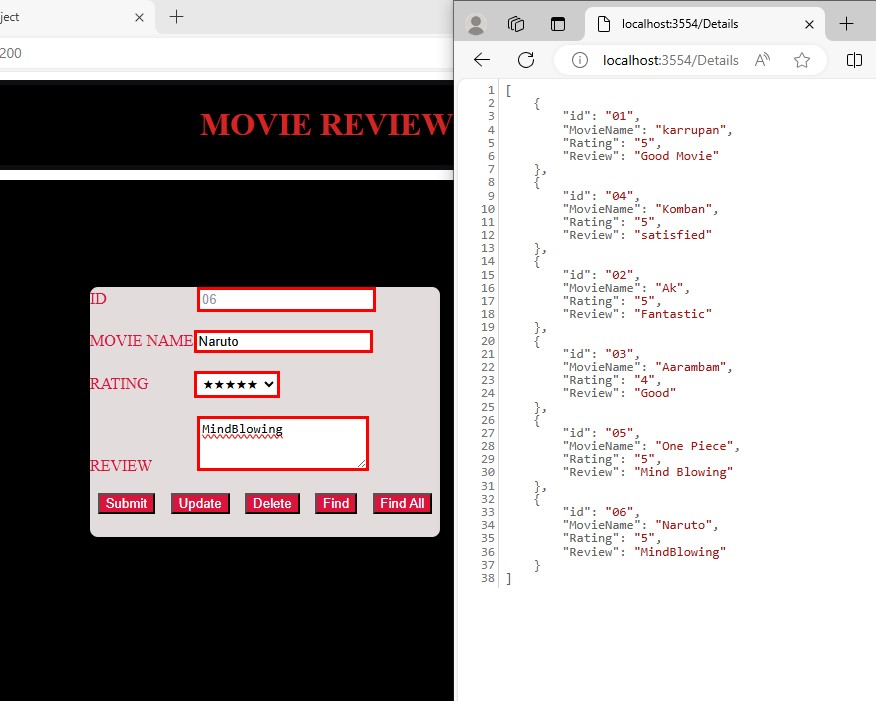 ject
200
MOVIE REVIEW
ID
06
MOVIE NAME
Naruto
RATING
★★★★★
REVIEW
MindBlowing
Submit
Update
Delete
Find
Find All
localhost:3554/Details
localhost:3554/Details
1 [
2 {
3 "id": "01",
4 "MovieName": "karrupan",
5 "Rating": "5",
6 "Review": "Good Movie"
7 },
8 {
9 "id": "04",
10 "MovieName": "Komban",
11 "Rating": "5",
12 "Review": "satisfied"
13 },
14 {
15 "id": "02",
16 "MovieName": "Ak",
17 "Rating": "5",
18 "Review": "Fantastic"
19 },
20 {
21 "id": "03",
22 "MovieName": "Aarambam",
23 "Rating": "4",
24 "Review": "Good"
25 },
26 {
27 "id": "05",
28 "MovieName": "One Piece",
29 "Rating": "5",
30 "Review": "Mind Blowing"
31 },
32 {
33 "id": "06",
34 "MovieName": "Naruto",
35 "Rating": "5",
36 "Review": "MindBlowing"
37 }
38 ]